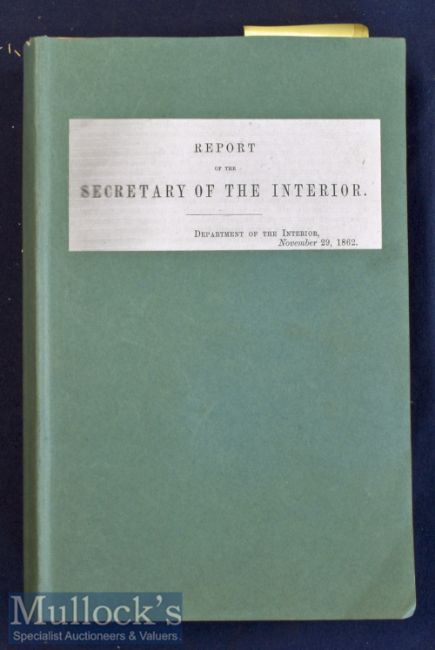 REPORT
OF THE
SECRETARY OF THE INTERIOR.
DEPARTMENT OF THE INTERIOR,
November 29, 1862.
Mullock's
Specialist Auctioneers & Valuers